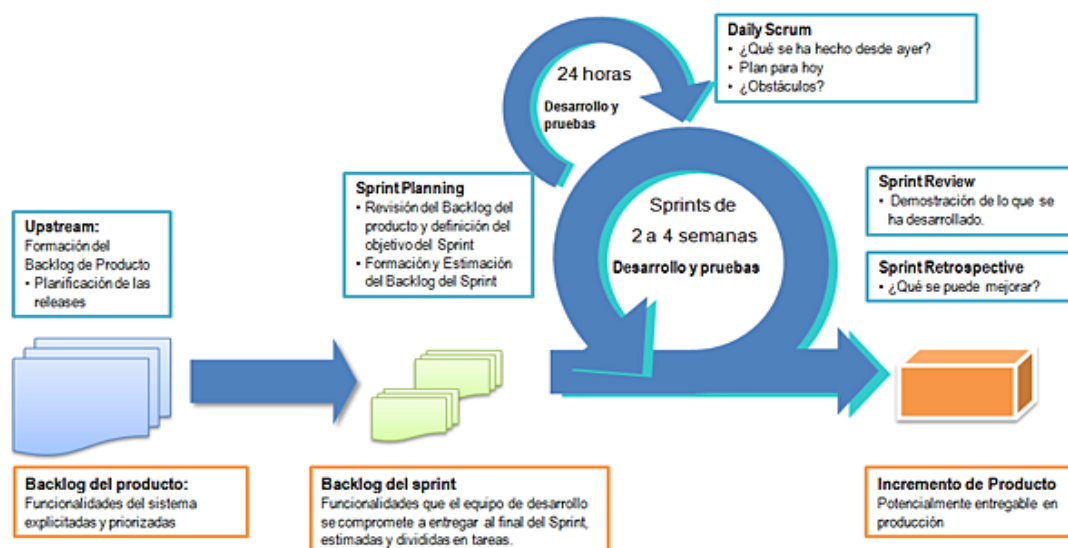 Daily Scrum
• ¿Qué se ha hecho desde ayer?
• Plan para hoy
• ¿Obstáculos?
24 horas
Desarrollo y
pruebas
Sprint Planning
• Revisión del Backlog del
producto y definición del
objetivo del Sprint
• Formación y Estimación
del Backlog del Sprint
Sprints de
2 a 4 semanas
Desarrollo y pruebas
Sprint Review
• Demostración de lo que se
ha desarrollado.
Sprint Retrospective
• ¿Qué se puede mejorar?
Upstream:
Formación del
Backlog de Producto
• Planificación de las
releases
Backlog del producto:
Funcionalidades del sistema
explicitadas y priorizadas
Backlog del sprint
Funcionalidades que el equipo de desarrollo
se compromete a entregar al final del Sprint,
estimadas y divididas en tareas.
Incremento de Producto
Potencialmente entregable en
producción